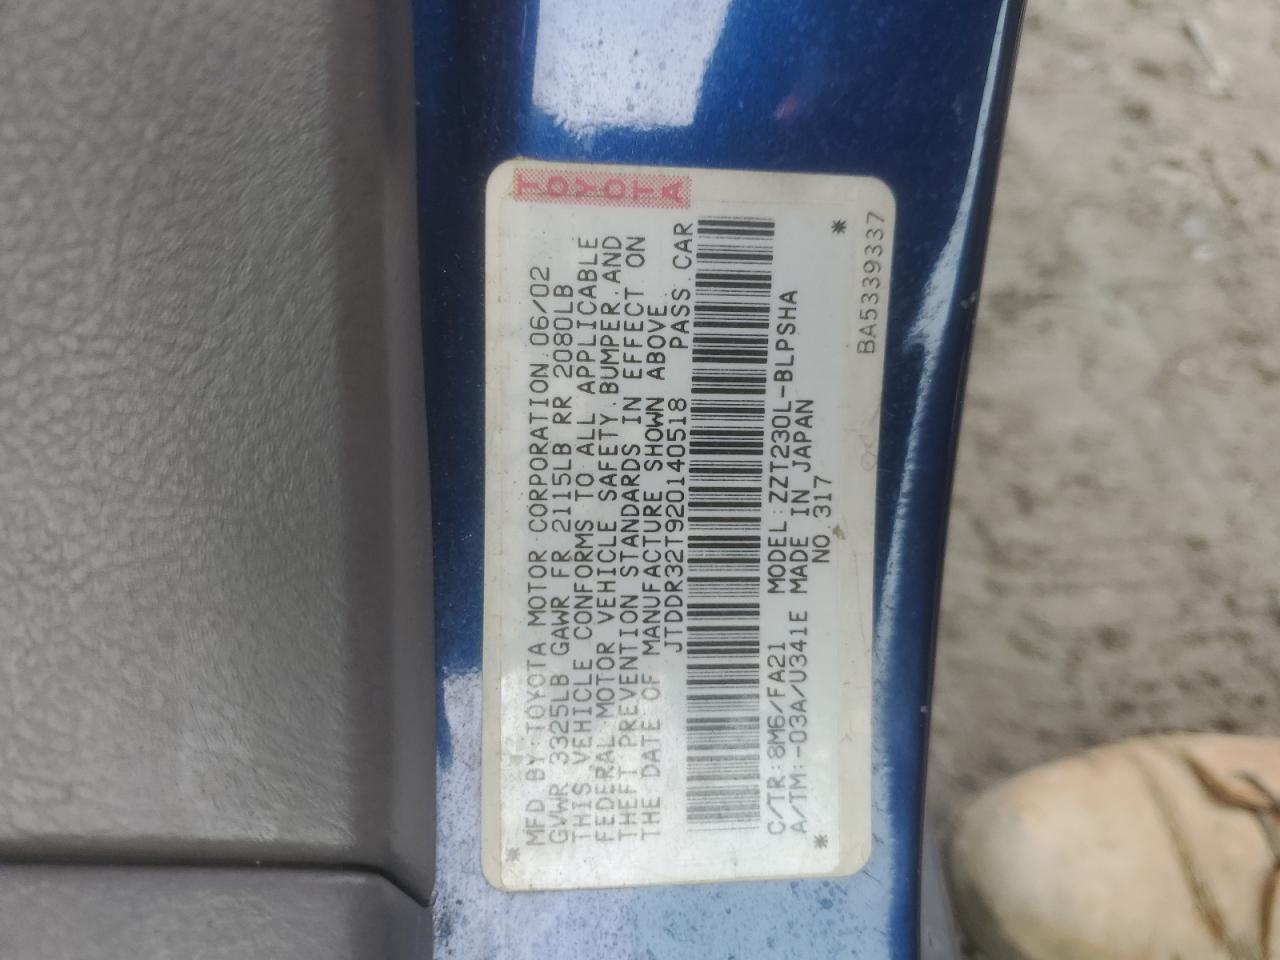 TOYOTA
* MFD BY:TOYOTA MOTOR CORPORATION 06/02
GVWR 3325LB GAWR FR 2115LB RR 2080LB
THIS VEHICLE CONFORMS TO ALL APPLICABLE
FEDERAL MOTOR VEHICLE SAFETY, BUMPER, AND
THEFT PREVENTION STANDARDS IN EFFECT ON
THE DATE OF MANUFACTURE SHOWN ABOVE.
JTDDR32T920140518 PASS.CAR
C/TR:8M6/FA21 MODEL:ZZT230L-BLPSHA
A/TM:-03A/U341E MADE IN JAPAN
* NO.317 *
BA5339337